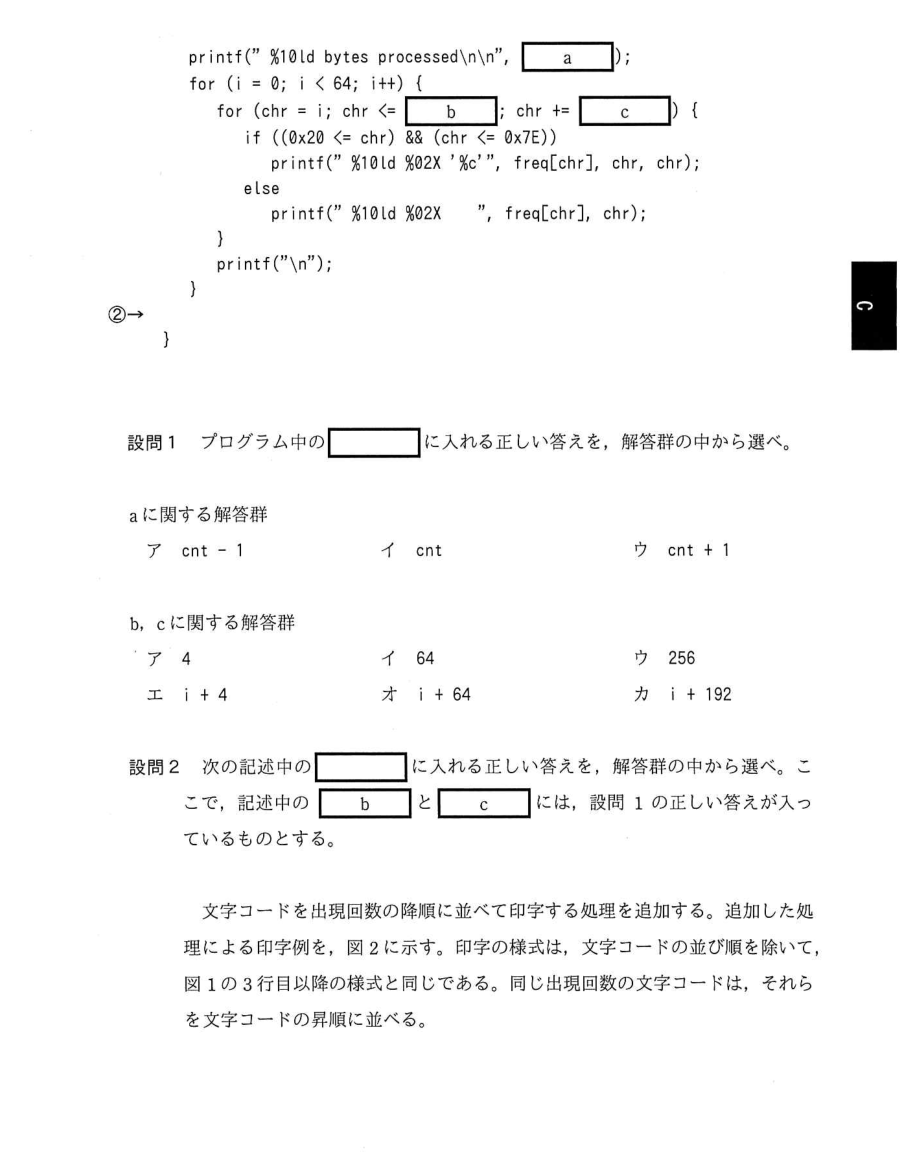 printf(” %10ld bytes processed\n\n”, a );
for (i = 0; i < 64; i++) {
for (chr = i; chr <= b ; chr += c ) {
if ((0x20 <= chr) && (chr <= 0x7E))
printf(” %10ld %02X '%c'”, freq[chr], chr, chr);
else
printf(” %10ld %02X    ”, freq[chr], chr);
}
printf(”\n”);
}
②→
}
C
設問1 プログラム中の に入れる正しい答えを，解答群の中から選べ。
aに関する解答群
ア cnt - 1 イ cnt ウ cnt + 1
b，cに関する解答群
ア 4 イ 64 ウ 256
エ i + 4 オ i + 64 カ i + 192
設問2 次の記述中の に入れる正しい答えを，解答群の中から選べ。こ
こで，記述中の b と c には，設問 1 の正しい答えが入っ
ているものとする。
文字コードを出現回数の降順に並べて印字する処理を追加する。追加した処
理による印字例を，図2に示す。印字の様式は，文字コードの並び順を除いて，
図1の3行目以降の様式と同じである。同じ出現回数の文字コードは，それら
を文字コードの昇順に並べる。